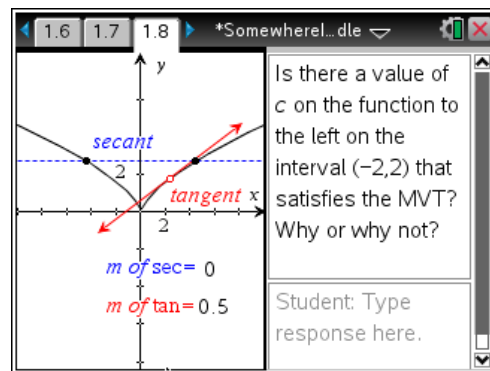 1.6 1.7 1.8 *Somewherel...dle
y
secant
2
tangent x
2
m of sec= 0
m of tan= 0.5
Is there a value of
c on the function to
the left on the
interval (−2,2) that
satisfies the MVT?
Why or why not?
Student: Type
response here.